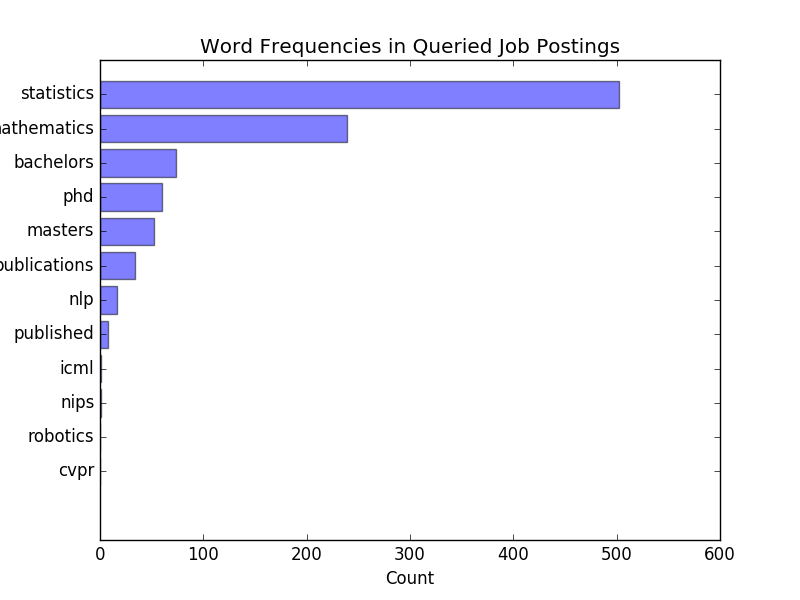 Word Frequencies in Queried Job Postings
statistics
athematics
bachelors
phd
masters
publications
nlp
published
icml
nips
robotics
cvpr
0 100 200 300 400 500 600
Count